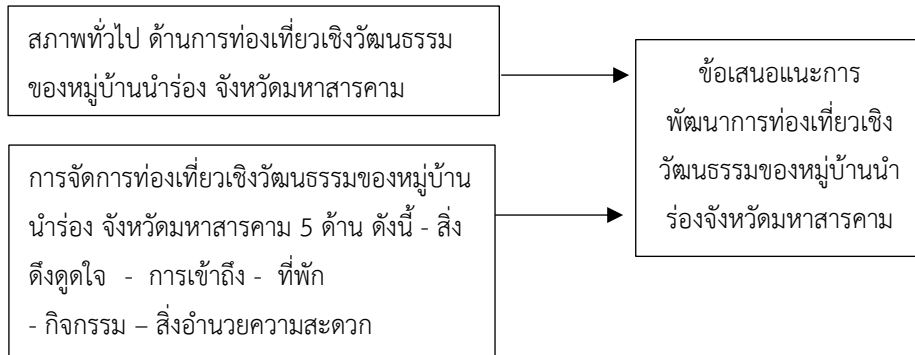 สภาพทั่วไป ด้านการท่องเที่ยวเชิงวัฒนธรรม
ของหมู่บ้านนำร่อง จังหวัดมหาสารคาม
การจัดการท่องเที่ยวเชิงวัฒนธรรมของหมู่บ้าน
นำร่อง จังหวัดมหาสารคาม 5 ด้าน ดังนี้ - สิ่ง
ดึงดูดใจ - การเข้าถึง - ที่พัก
- กิจกรรม – สิ่งอำนวยความสะดวก
ข้อเสนอแนะการ
พัฒนาการท่องเที่ยวเชิง
วัฒนธรรมของหมู่บ้านนำ
ร่องจังหวัดมหาสารคาม